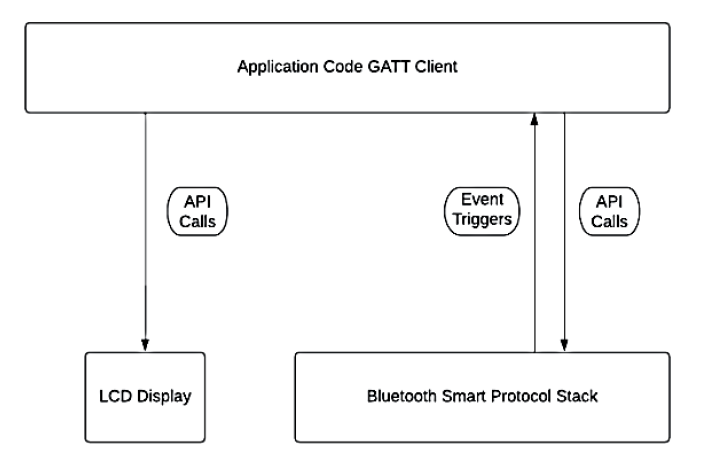 Application Code GATT Client
API
Calls
Event
Triggers
API
Calls
LCD Display
Bluetooth Smart Protocol Stack